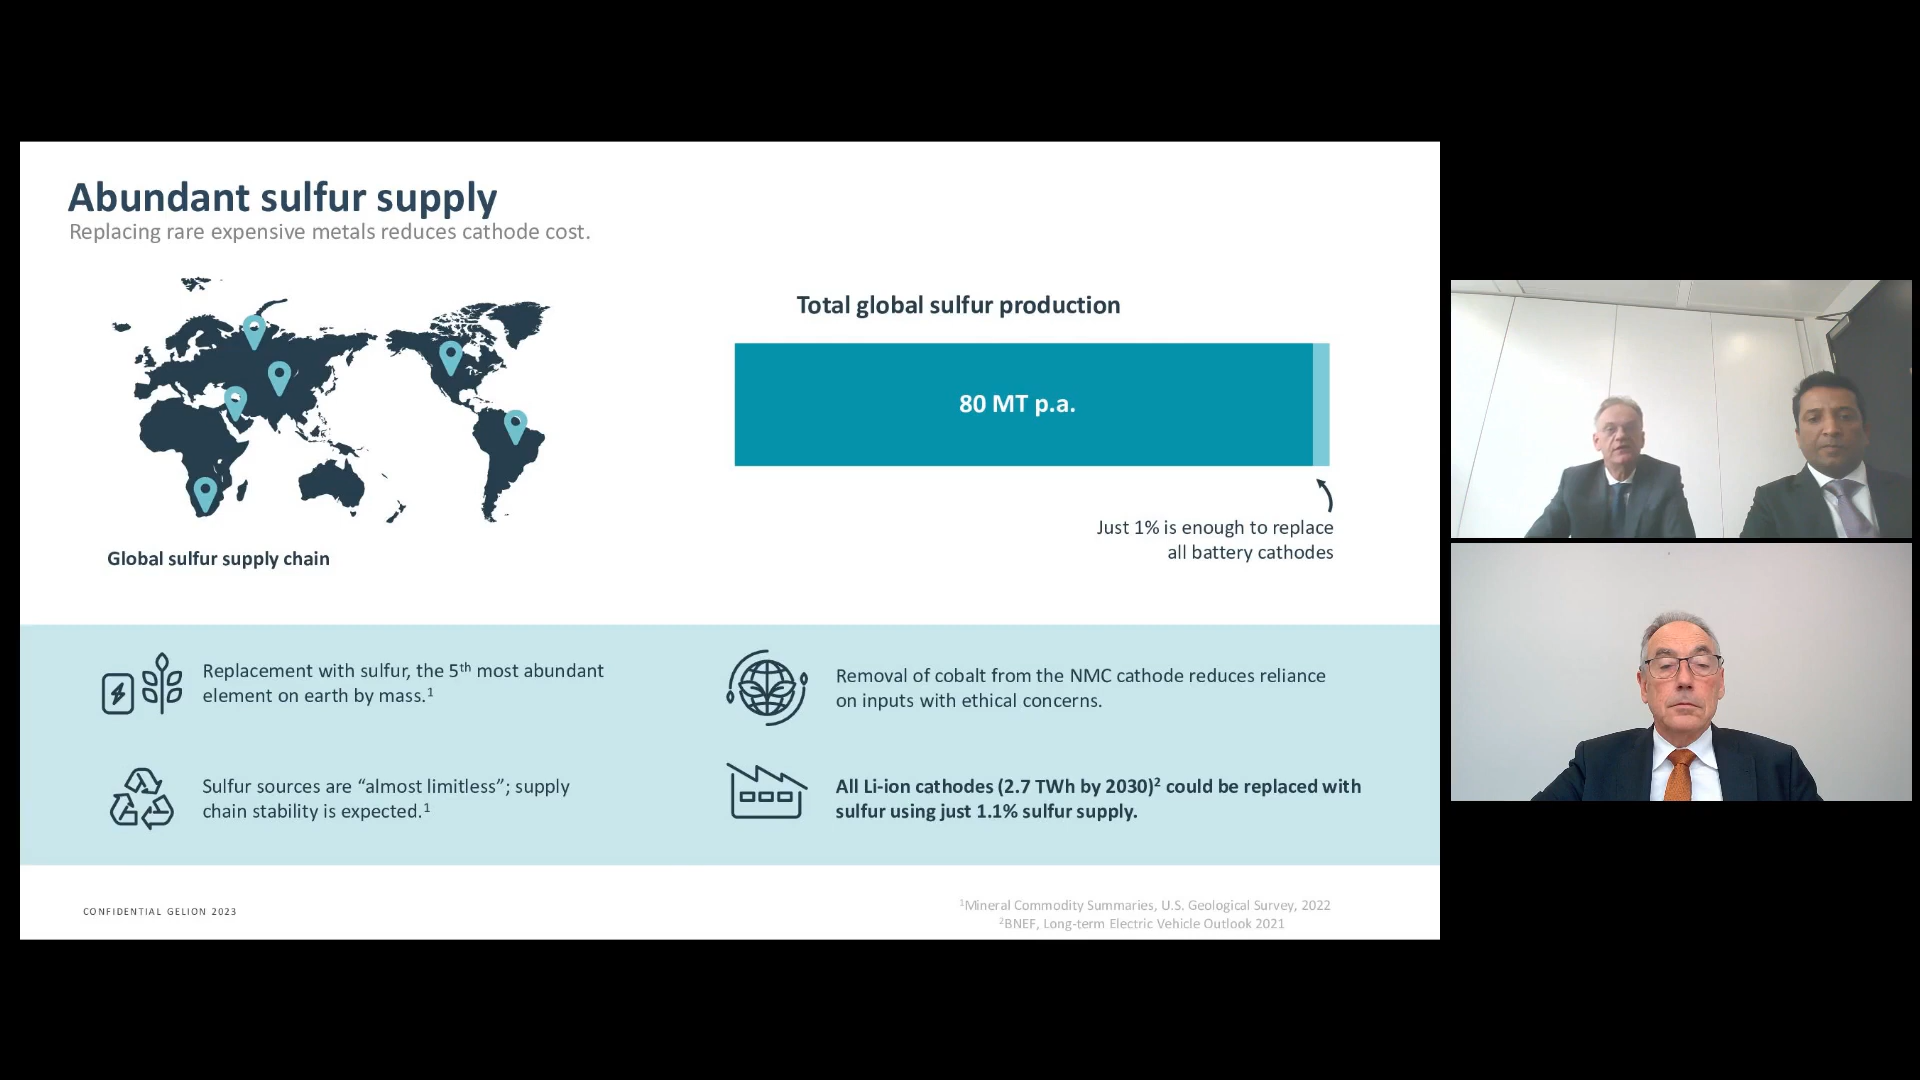 Abundant sulfur supply
Replacing rare expensive metals reduces cathode cost.
Global sulfur supply chain
Total global sulfur production
80 MT p.a.
Just 1% is enough to replace
all battery cathodes
Replacement with sulfur, the 5th most abundant
element on earth by mass.1
Removal of cobalt from the NMC cathode reduces reliance
on inputs with ethical concerns.
Sulfur sources are “almost limitless”; supply
chain stability is expected.1
All Li-ion cathodes (2.7 TWh by 2030)2 could be replaced with
sulfur using just 1.1% sulfur supply.
CONFIDENTIAL GELION 2023
1Mineral Commodity Summaries, U.S. Geological Survey, 2022
2BNEF, Long-term Electric Vehicle Outlook 2021